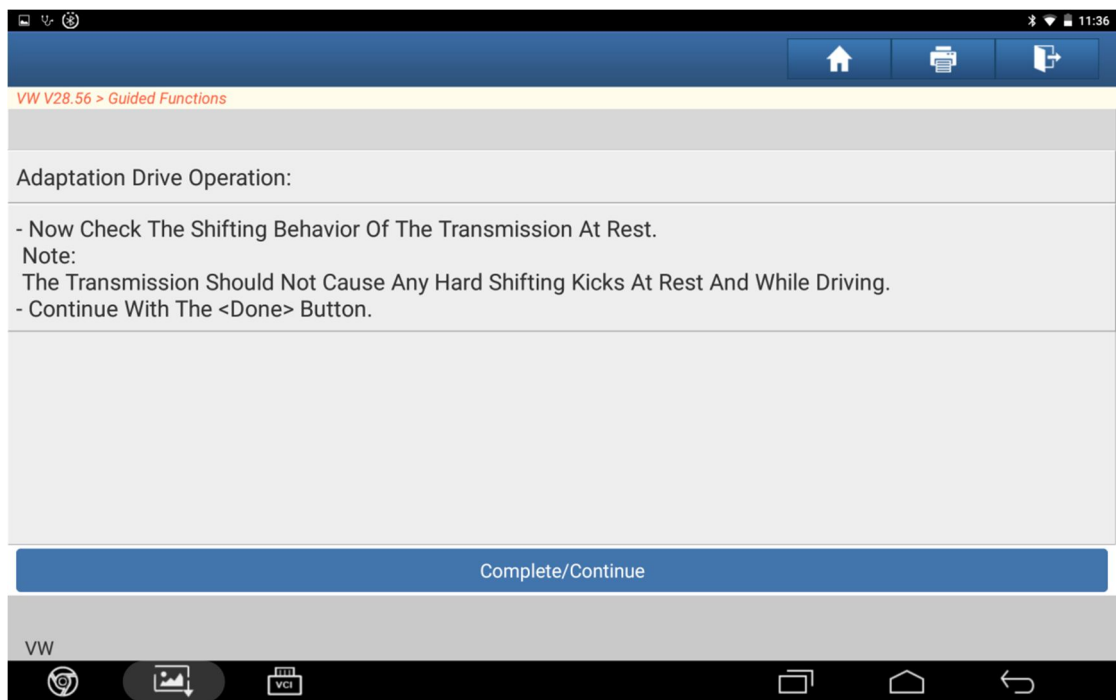 11:36
VW V28.56 > Guided Functions
Adaptation Drive Operation:
- Now Check The Shifting Behavior Of The Transmission At Rest.
Note:
The Transmission Should Not Cause Any Hard Shifting Kicks At Rest And While Driving.
- Continue With The <Done> Button.
Complete/Continue
VW
VCI